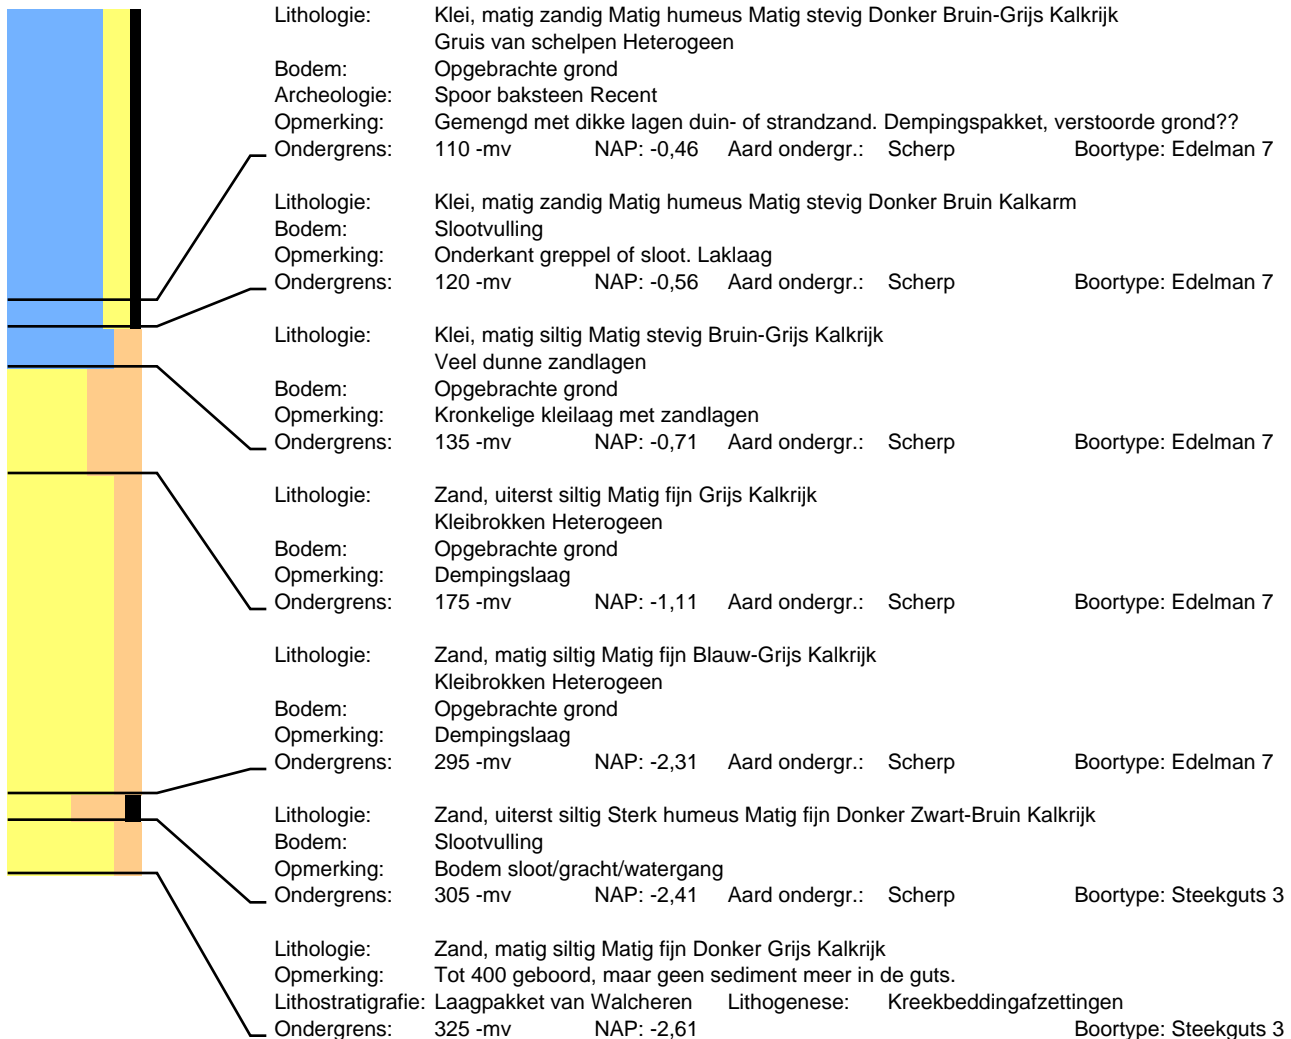 Lithologie: Klei, matig zandig Matig humeus Matig stevig Donker Bruin-Grijs Kalkrijk
Gruis van schelpen Heterogeen
Bodem: Opgebrachte grond
Archeologie: Spoor baksteen Recent
Opmerking: Gemengd met dikke lagen duin- of strandzand. Dempingspakket, verstoorde grond??
Ondergrens: 110 -mv NAP: -0,46 Aard ondergr.: Scherp Boortype: Edelman 7
Lithologie: Klei, matig zandig Matig humeus Matig stevig Donker Bruin Kalkarm
Bodem: Slootvulling
Opmerking: Onderkant greppel of sloot. Laklaag
Ondergrens: 120 -mv NAP: -0,56 Aard ondergr.: Scherp Boortype: Edelman 7
Lithologie: Klei, matig siltig Matig stevig Bruin-Grijs Kalkrijk
Veel dunne zandlagen
Bodem: Opgebrachte grond
Opmerking: Kronkelige kleilaag met zandlagen
Ondergrens: 135 -mv NAP: -0,71 Aard ondergr.: Scherp Boortype: Edelman 7
Lithologie: Zand, uiterst siltig Matig fijn Grijs Kalkrijk
Kleibrokken Heterogeen
Bodem: Opgebrachte grond
Opmerking: Dempingslaag
Ondergrens: 175 -mv NAP: -1,11 Aard ondergr.: Scherp Boortype: Edelman 7
Lithologie: Zand, matig siltig Matig fijn Blauw-Grijs Kalkrijk
Kleibrokken Heterogeen
Bodem: Opgebrachte grond
Opmerking: Dempingslaag
Ondergrens: 295 -mv NAP: -2,31 Aard ondergr.: Scherp Boortype: Edelman 7
Lithologie: Zand, uiterst siltig Sterk humeus Matig fijn Donker Zwart-Bruin Kalkrijk
Bodem: Slootvulling
Opmerking: Bodem sloot/gracht/watergang
Ondergrens: 305 -mv NAP: -2,41 Aard ondergr.: Scherp Boortype: Steekguts 3
Lithologie: Zand, matig siltig Matig fijn Donker Grijs Kalkrijk
Opmerking: Tot 400 geboord, maar geen sediment meer in de guts.
Lithostratigrafie: Laagpakket van Walcheren Lithogenese: Kreekbeddingafzettingen
Ondergrens: 325 -mv NAP: -2,61 Boortype: Steekguts 3